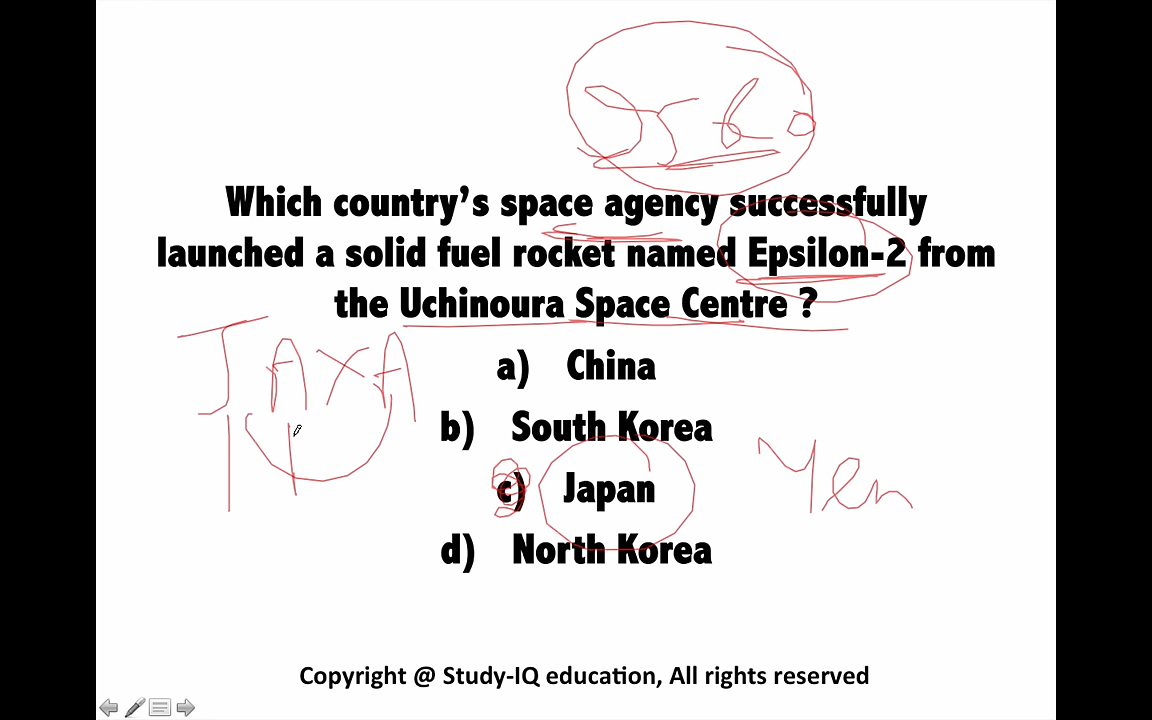 Which country’s space agency successfully
launched a solid fuel rocket named Epsilon-2 from
the Uchinoura Space Centre ?
JAXA
a) China
b) South Korea
c) Japan
Yen
d) North Korea
Copyright @ Study-IQ education, All rights reserved